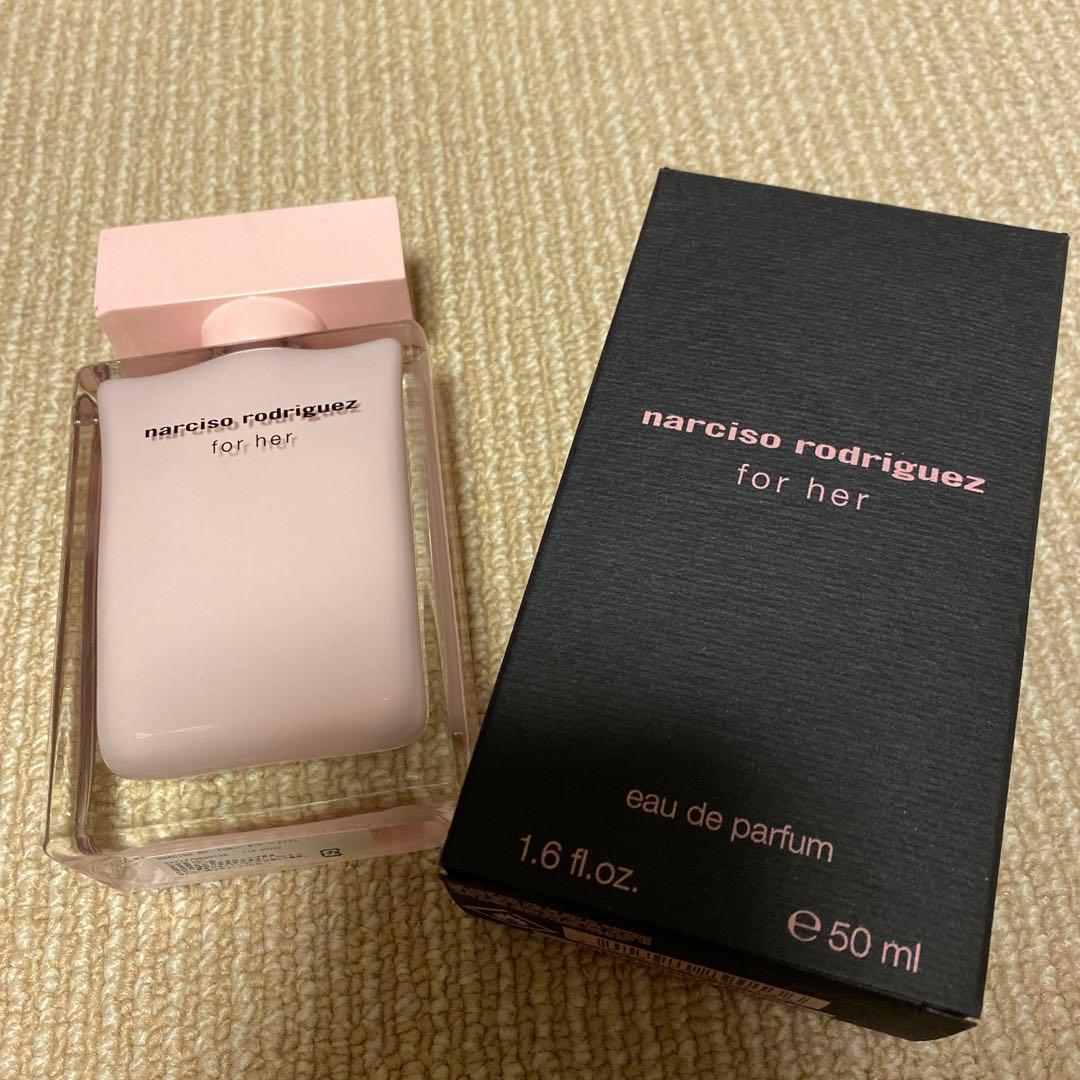 narciso rodriguez
for her
narciso rodriguez
for her
eau de parfum
1.6 fl.oz.
℮50 ml